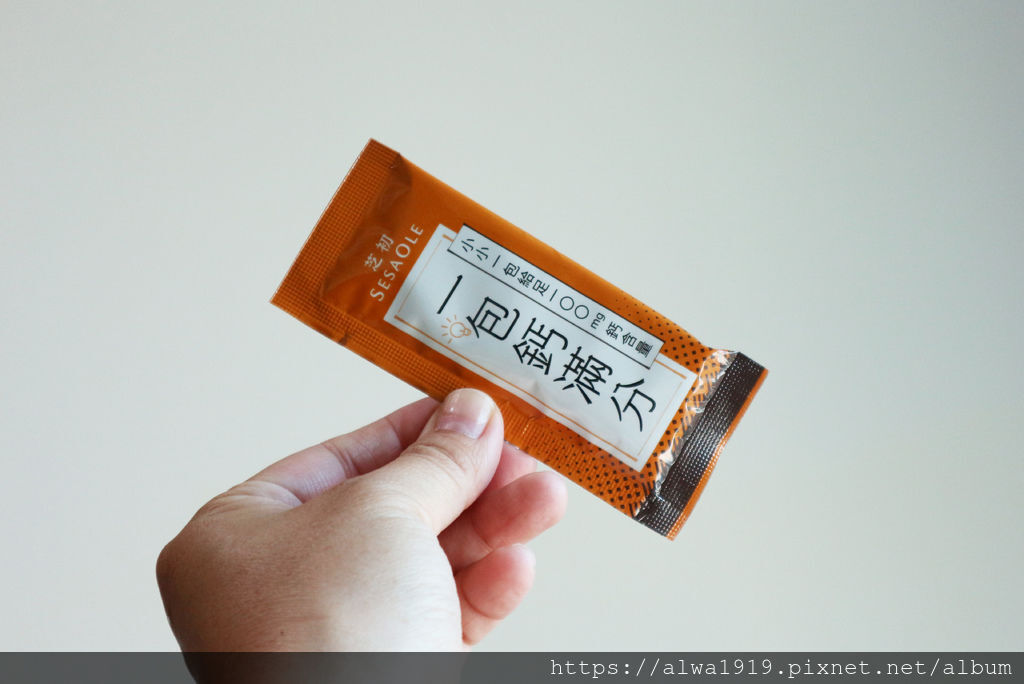 芝初
SESAOLE
小小一包給足一〇〇mg鈣含量
一包鈣滿分
https://alwa1919.pixnet.net/album